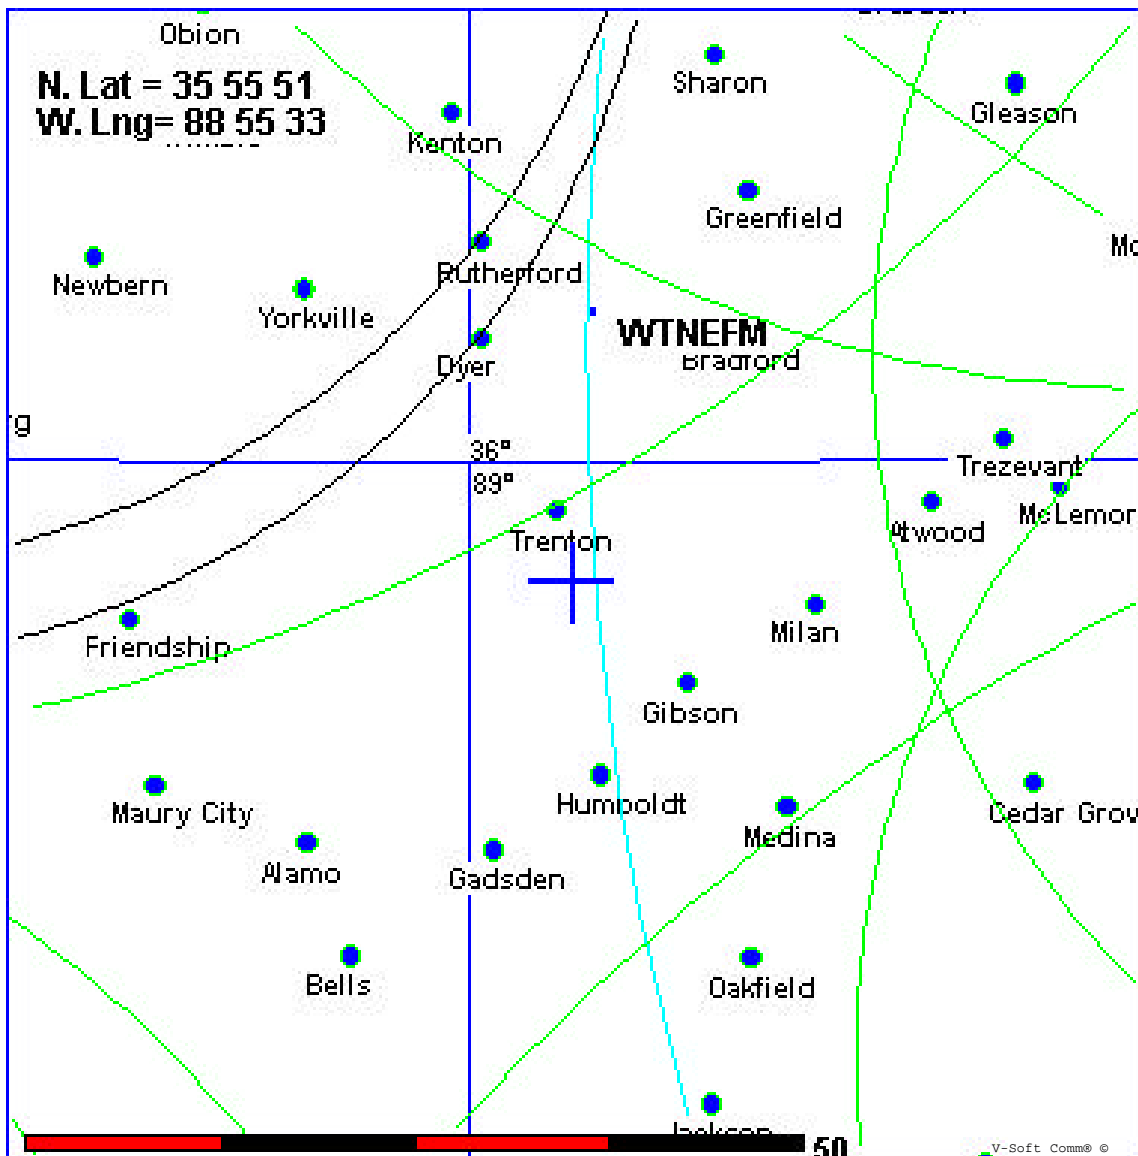 Obion
Sharon
N. Lat = 35 55 51
Gleason
W. Lng= 88 55 33
Kenton
Greenfield
Newbern
Rutherford
Yorkville
WTNEFM
Bradford
Dyer
36°
Trezevant
89°
McLemor
Atwood
Trenton
Milan
Friendship
Gibson
Humboldt
Maury City
Cedar Grov
Medina
Alamo
Gadsden
Bells
Oakfield
Jackson
50
V-Soft Comm® ©